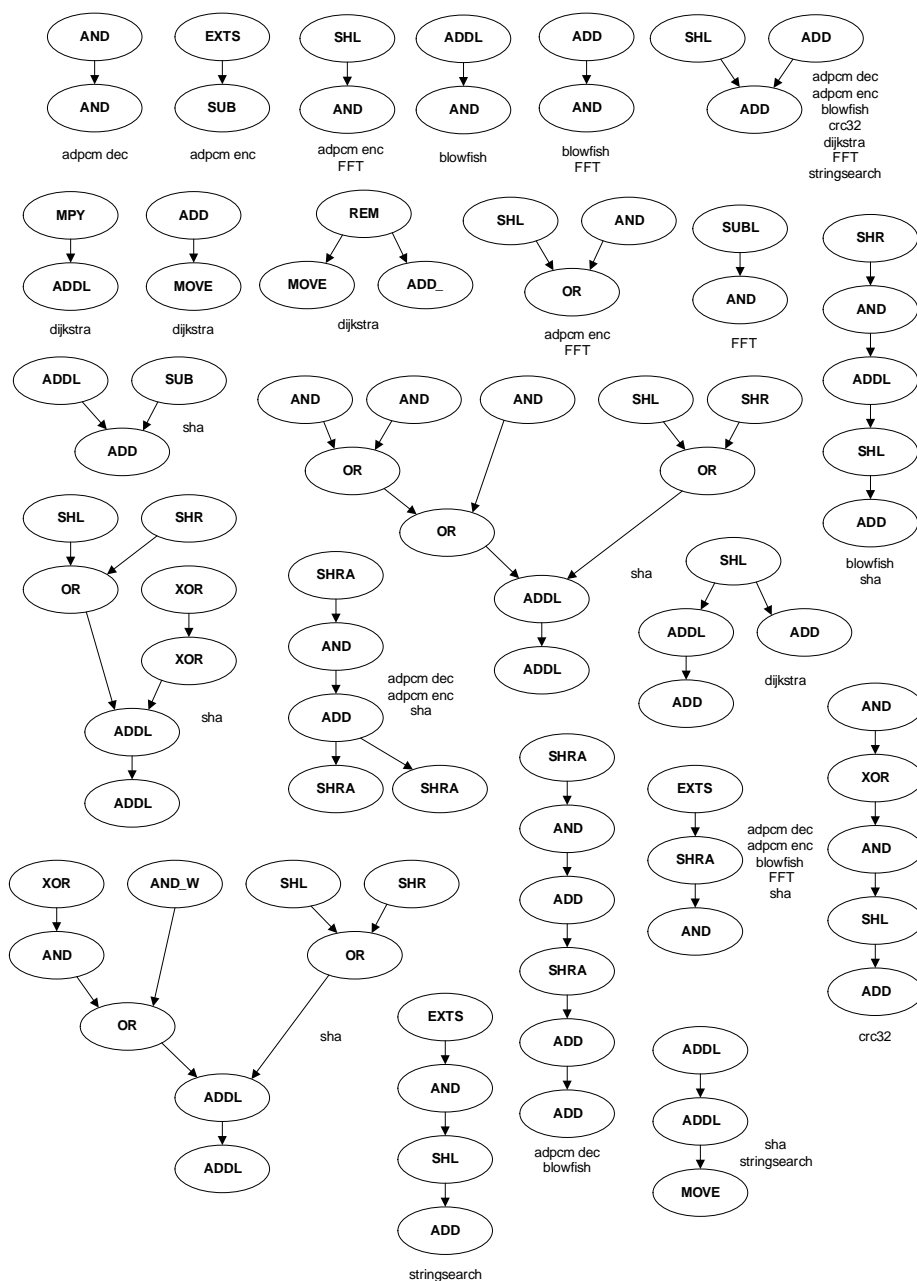 AND
AND
adpcm dec
EXTS
SUB
adpcm enc
SHL
AND
adpcm enc
FFT
ADDL
AND
blowfish
ADD
AND
blowfish
FFT
SHL
ADD
ADD
adpcm dec
adpcm enc
blowfish
crc32
dijkstra
FFT
stringsearch
MPY
ADDL
dijkstra
ADD
MOVE
dijkstra
REM
MOVE
ADD_
dijkstra
SHL
AND
OR
adpcm enc
FFT
SUBL
AND
FFT
SHR
AND
ADDL
SHL
ADD
blowfish
sha
ADDL
SUB
ADD
sha
AND
AND
AND
SHL
SHR
OR
OR
OR
ADDL
ADDL
sha
SHL
SHR
OR
XOR
XOR
ADDL
ADDL
sha
SHRA
AND
ADD
SHRA
SHRA
adpcm dec
adpcm enc
sha
SHL
ADDL
ADD
ADD
dijkstra
AND
XOR
AND
SHL
ADD
crc32
SHRA
AND
ADD
SHRA
ADD
ADD
adpcm dec
blowfish
EXTS
SHRA
AND
adpcm dec
adpcm enc
blowfish
FFT
sha
XOR
AND_W
SHL
SHR
AND
OR
OR
ADDL
ADDL
sha
EXTS
AND
SHL
ADD
stringsearch
ADDL
ADDL
MOVE
sha
stringsearch